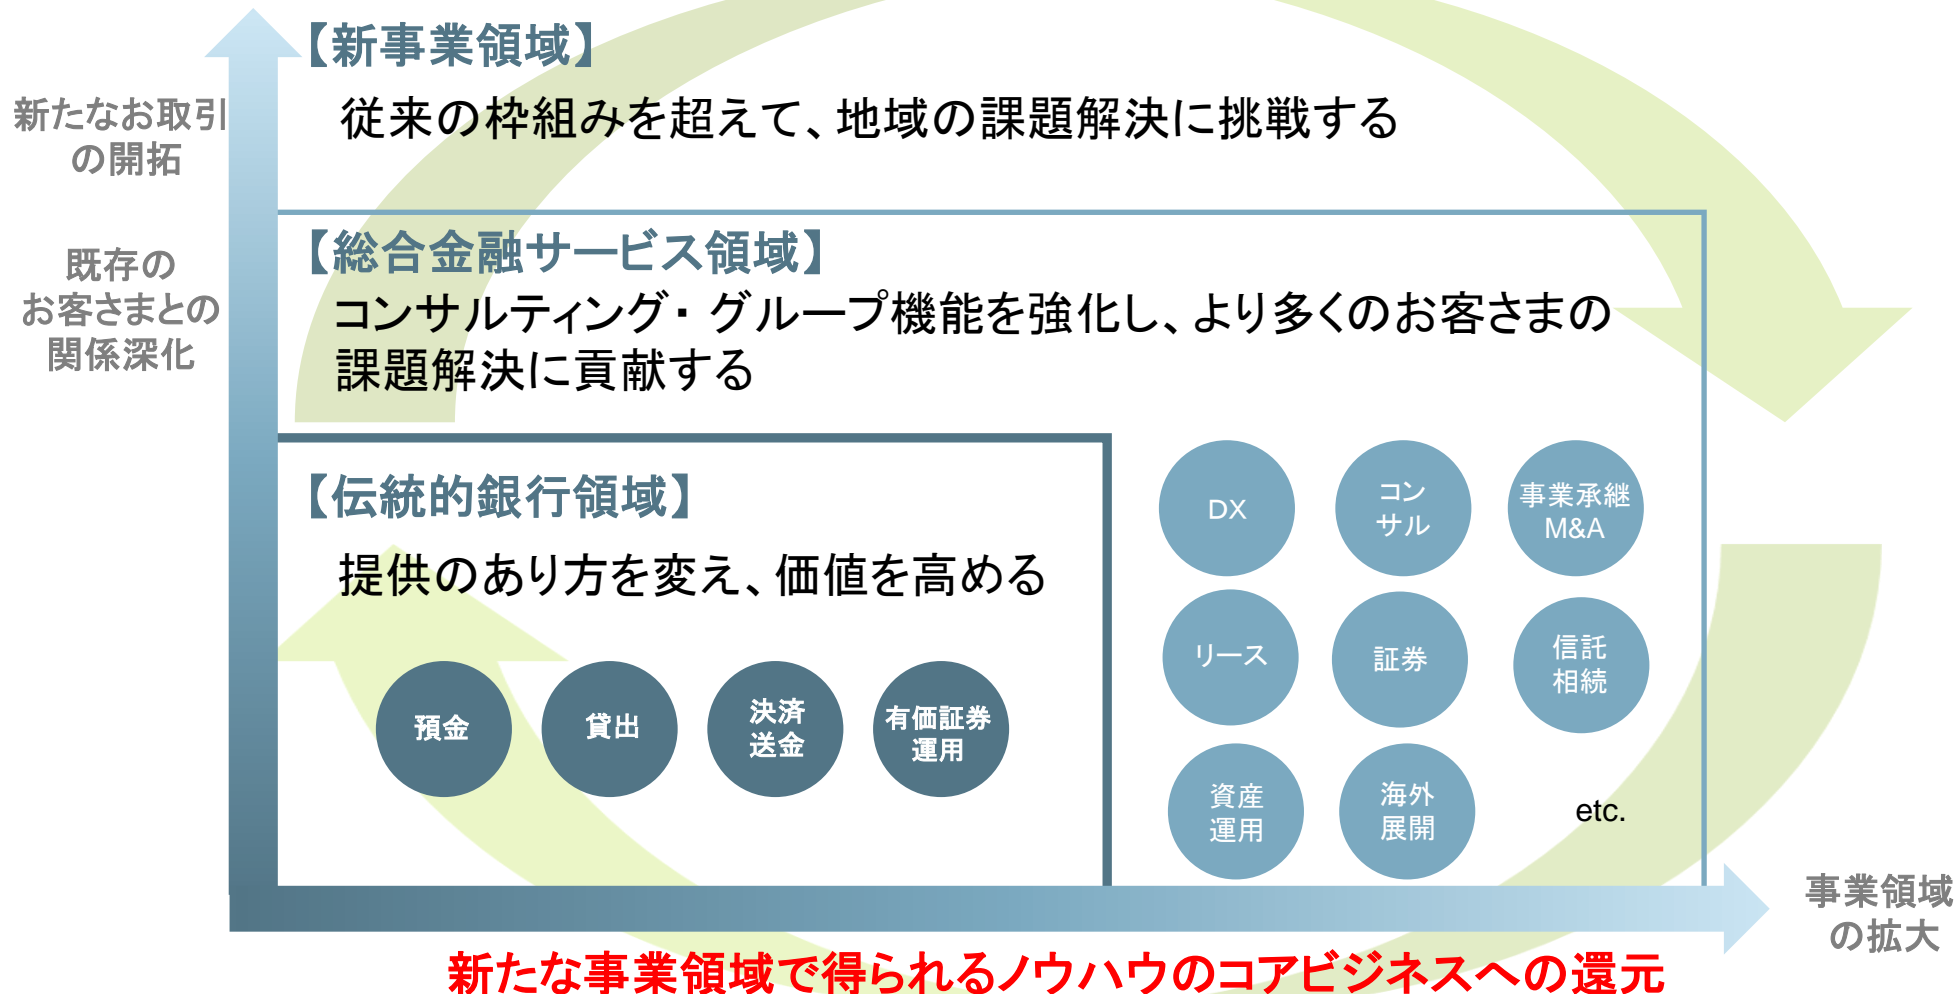 【新事業領域】
従来の枠組みを超えて、地域の課題解決に挑戦する
新たなお取引
の開拓
既存の
お客さまとの
関係深化
【総合金融サービス領域】
コンサルティング・グループ機能を強化し、より多くのお客さまの
課題解決に貢献する
【伝統的銀行領域】
提供のあり方を変え、価値を高める
預金
貸出
決済
送金
有価証券
運用
DX
コン
サル
事業承継
M&A
リース
証券
信託
相続
資産
運用
海外
展開
etc.
事業領域
の拡大
新たな事業領域で得られるノウハウのコアビジネスへの還元